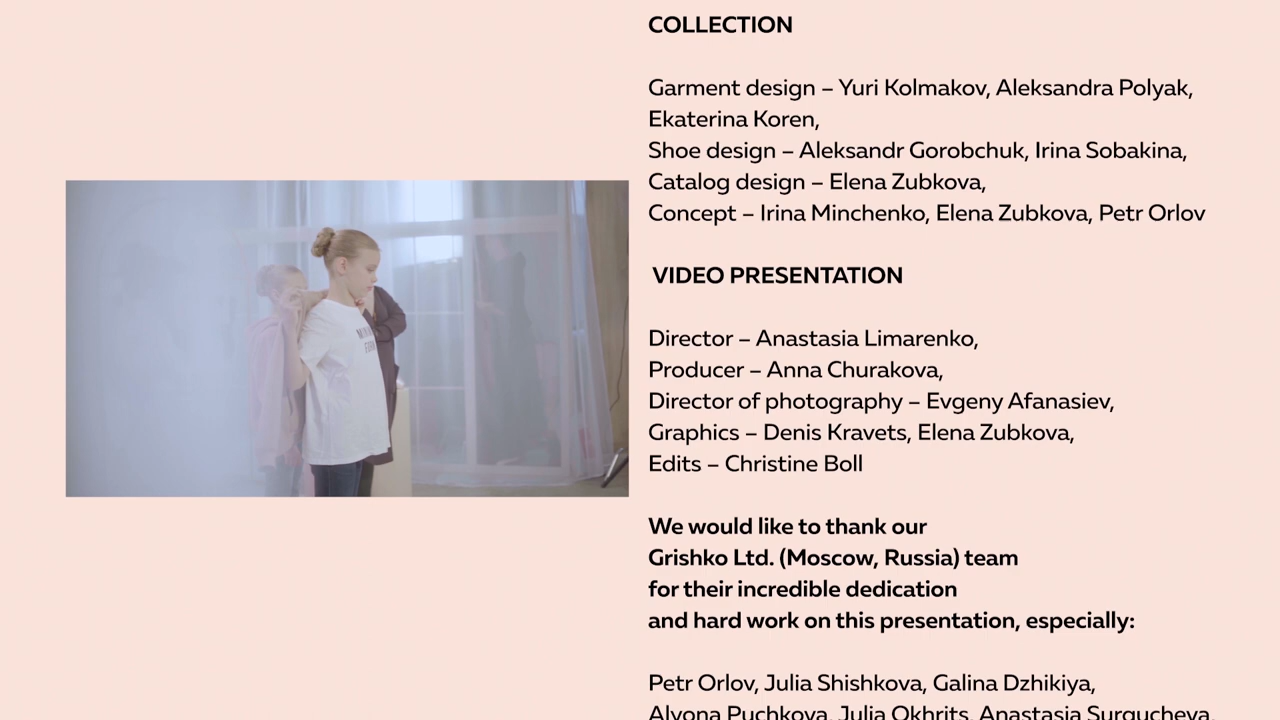 COLLECTION
Garment design – Yuri Kolmakov, Aleksandra Polyak,
Ekaterina Koren,
Shoe design – Aleksandr Gorobchuk, Irina Sobakina,
Catalog design – Elena Zubkova,
Concept – Irina Minchenko, Elena Zubkova, Petr Orlov
VIDEO PRESENTATION
Director – Anastasia Limarenko,
Producer – Anna Churakova,
Director of photography – Evgeny Afanasiev,
Graphics – Denis Kravets, Elena Zubkova,
Edits – Christine Boll
We would like to thank our
Grishko Ltd. (Moscow, Russia) team
for their incredible dedication
and hard work on this presentation, especially:
Petr Orlov, Julia Shishkova, Galina Dzhikiya,
Alyona Puchkova, Julia Okhrits, Anastasia Surgucheva,